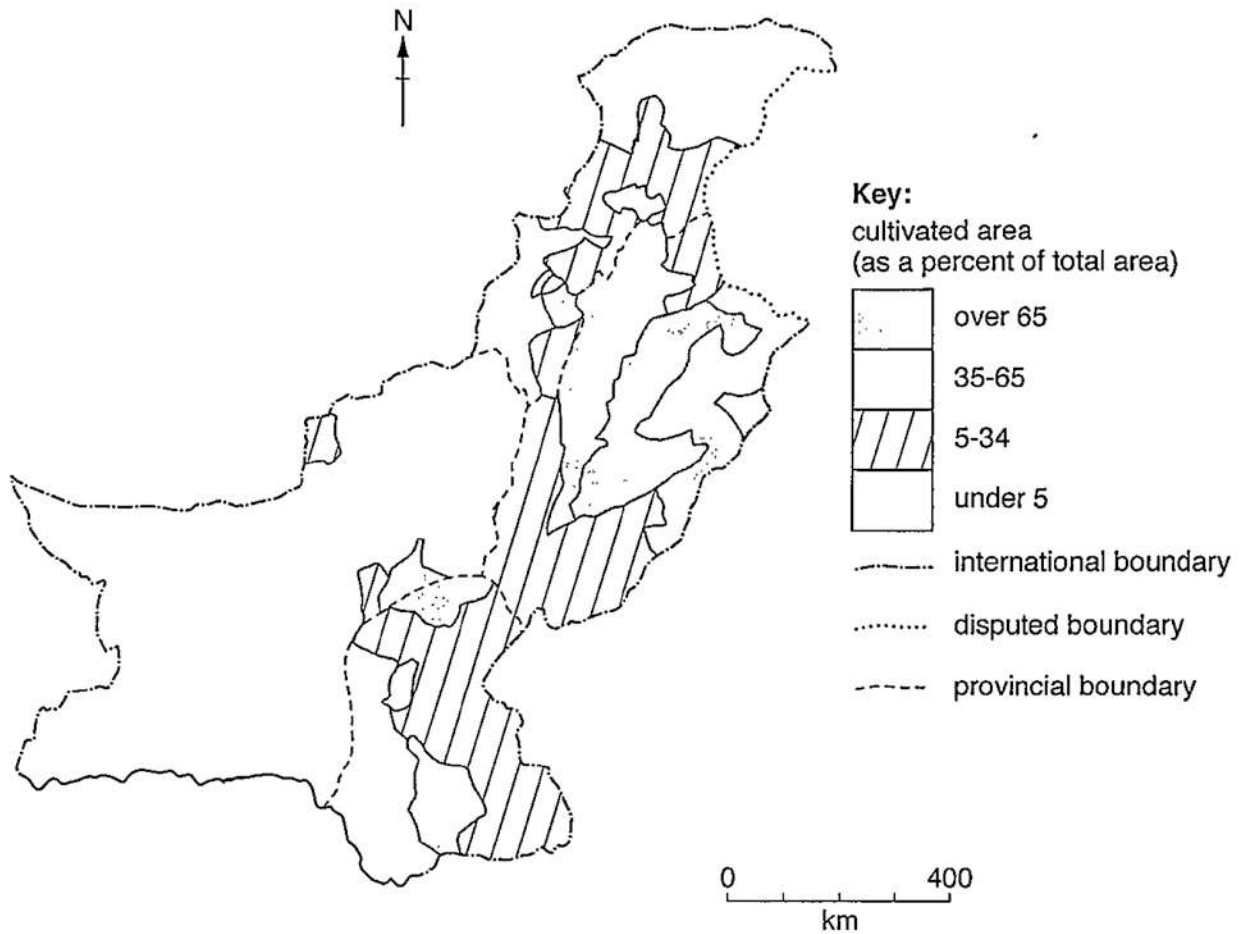 N
Key:
cultivated area
(as a percent of total area)
over 65
35-65
5-34
under 5
international boundary
disputed boundary
provincial boundary
0 400
km